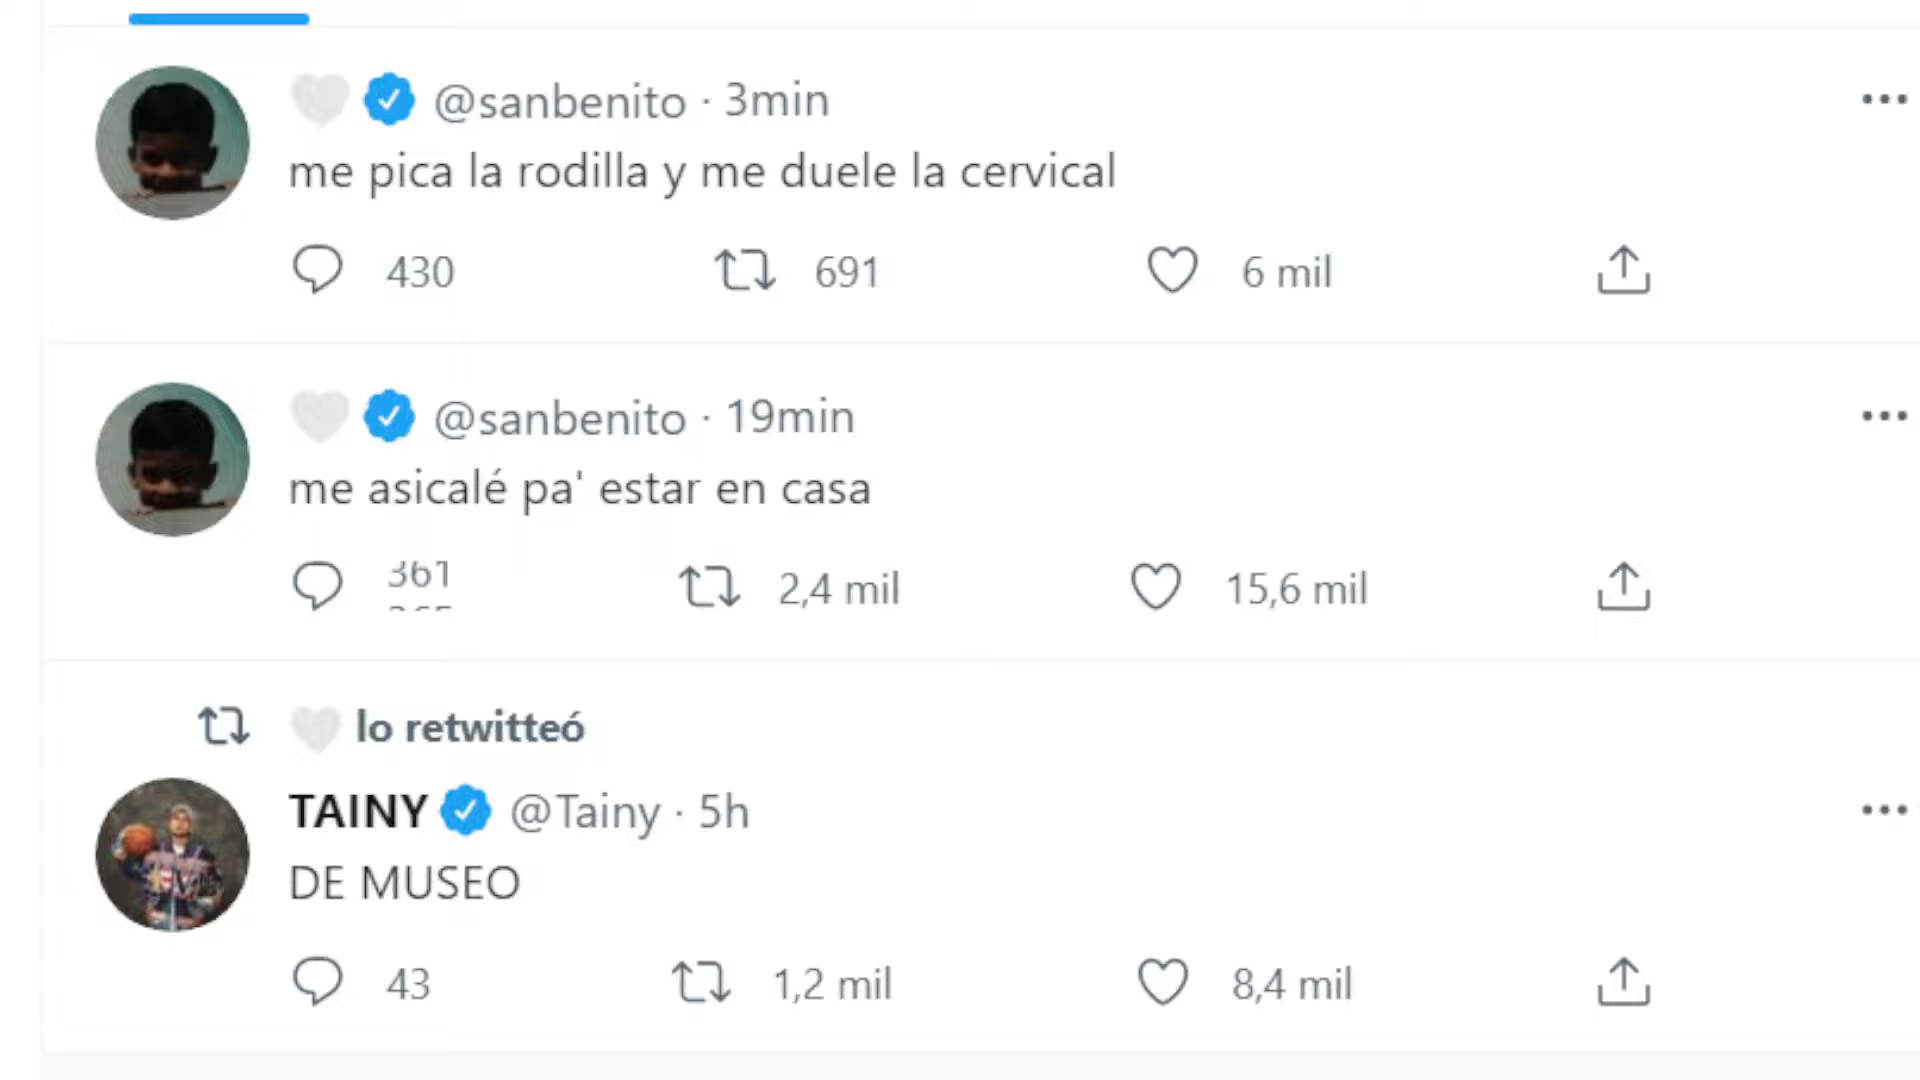 @sanbenito · 3min
me pica la rodilla y me duele la cervical
430 691 6 mil
@sanbenito · 19min
me asicalé pa' estar en casa
361 2,4 mil 15,6 mil
lo retwitteó
TAINY @Tainy · 5h
DE MUSEO
43 1,2 mil 8,4 mil